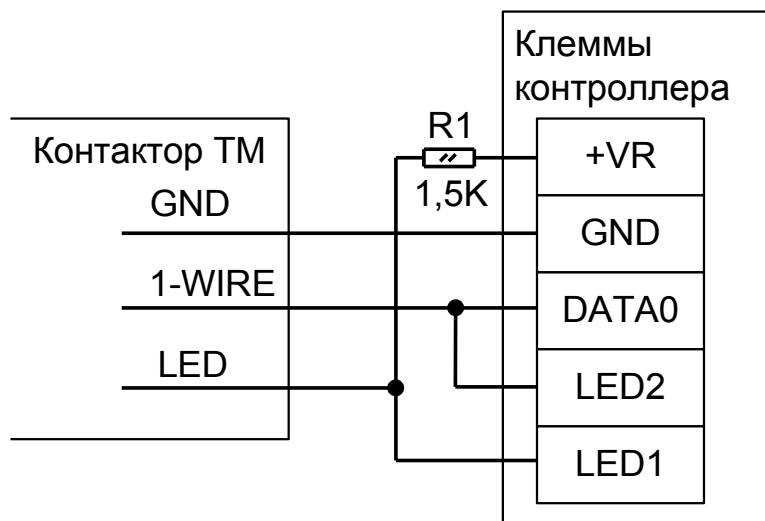 Клеммы
контроллера
R1
Контактор ТМ
+VR
1,5K
GND
GND
1-WIRE
DATA0
LED
LED2
LED1